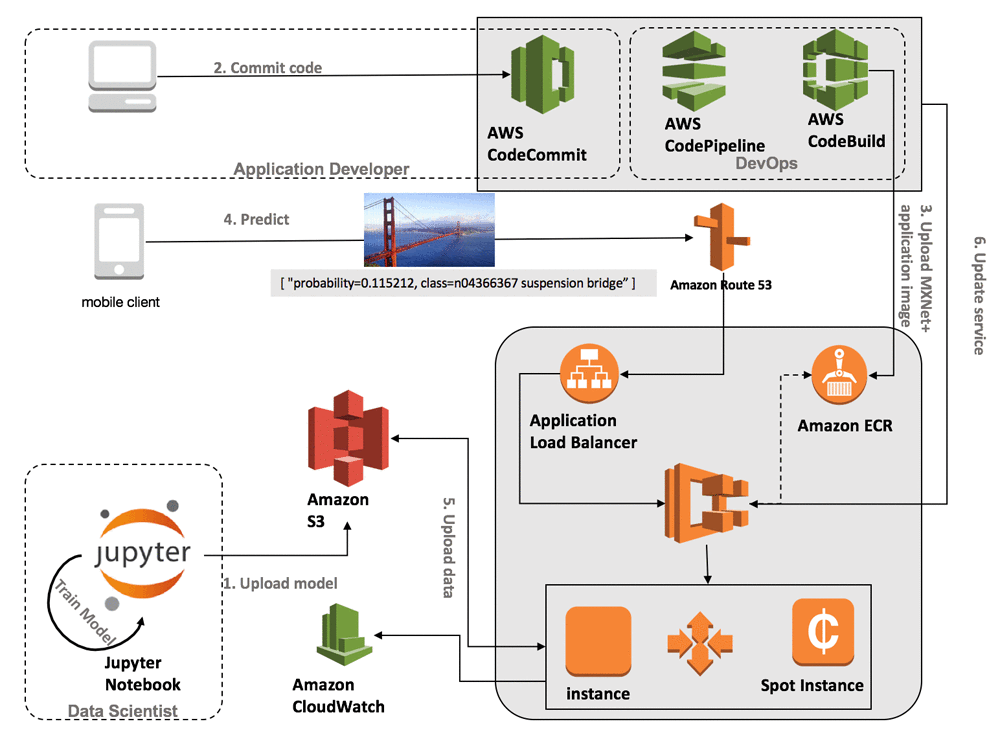 2. Commit code
AWS
CodeCommit
AWS
CodePipeline
AWS
CodeBuild
DevOps
Application Developer
4. Predict
mobile client
[ "probability=0.115212, class=n04366367 suspension bridge” ]
Amazon Route 53
3. Upload MXNet+
application image
6. Update service
Application
Load Balancer
Amazon ECR
Amazon
S3
5. Upload data
jupyter
Train Model
1. Upload model
Jupyter
Notebook
Data Scientist
Amazon
CloudWatch
instance
¢
Spot Instance